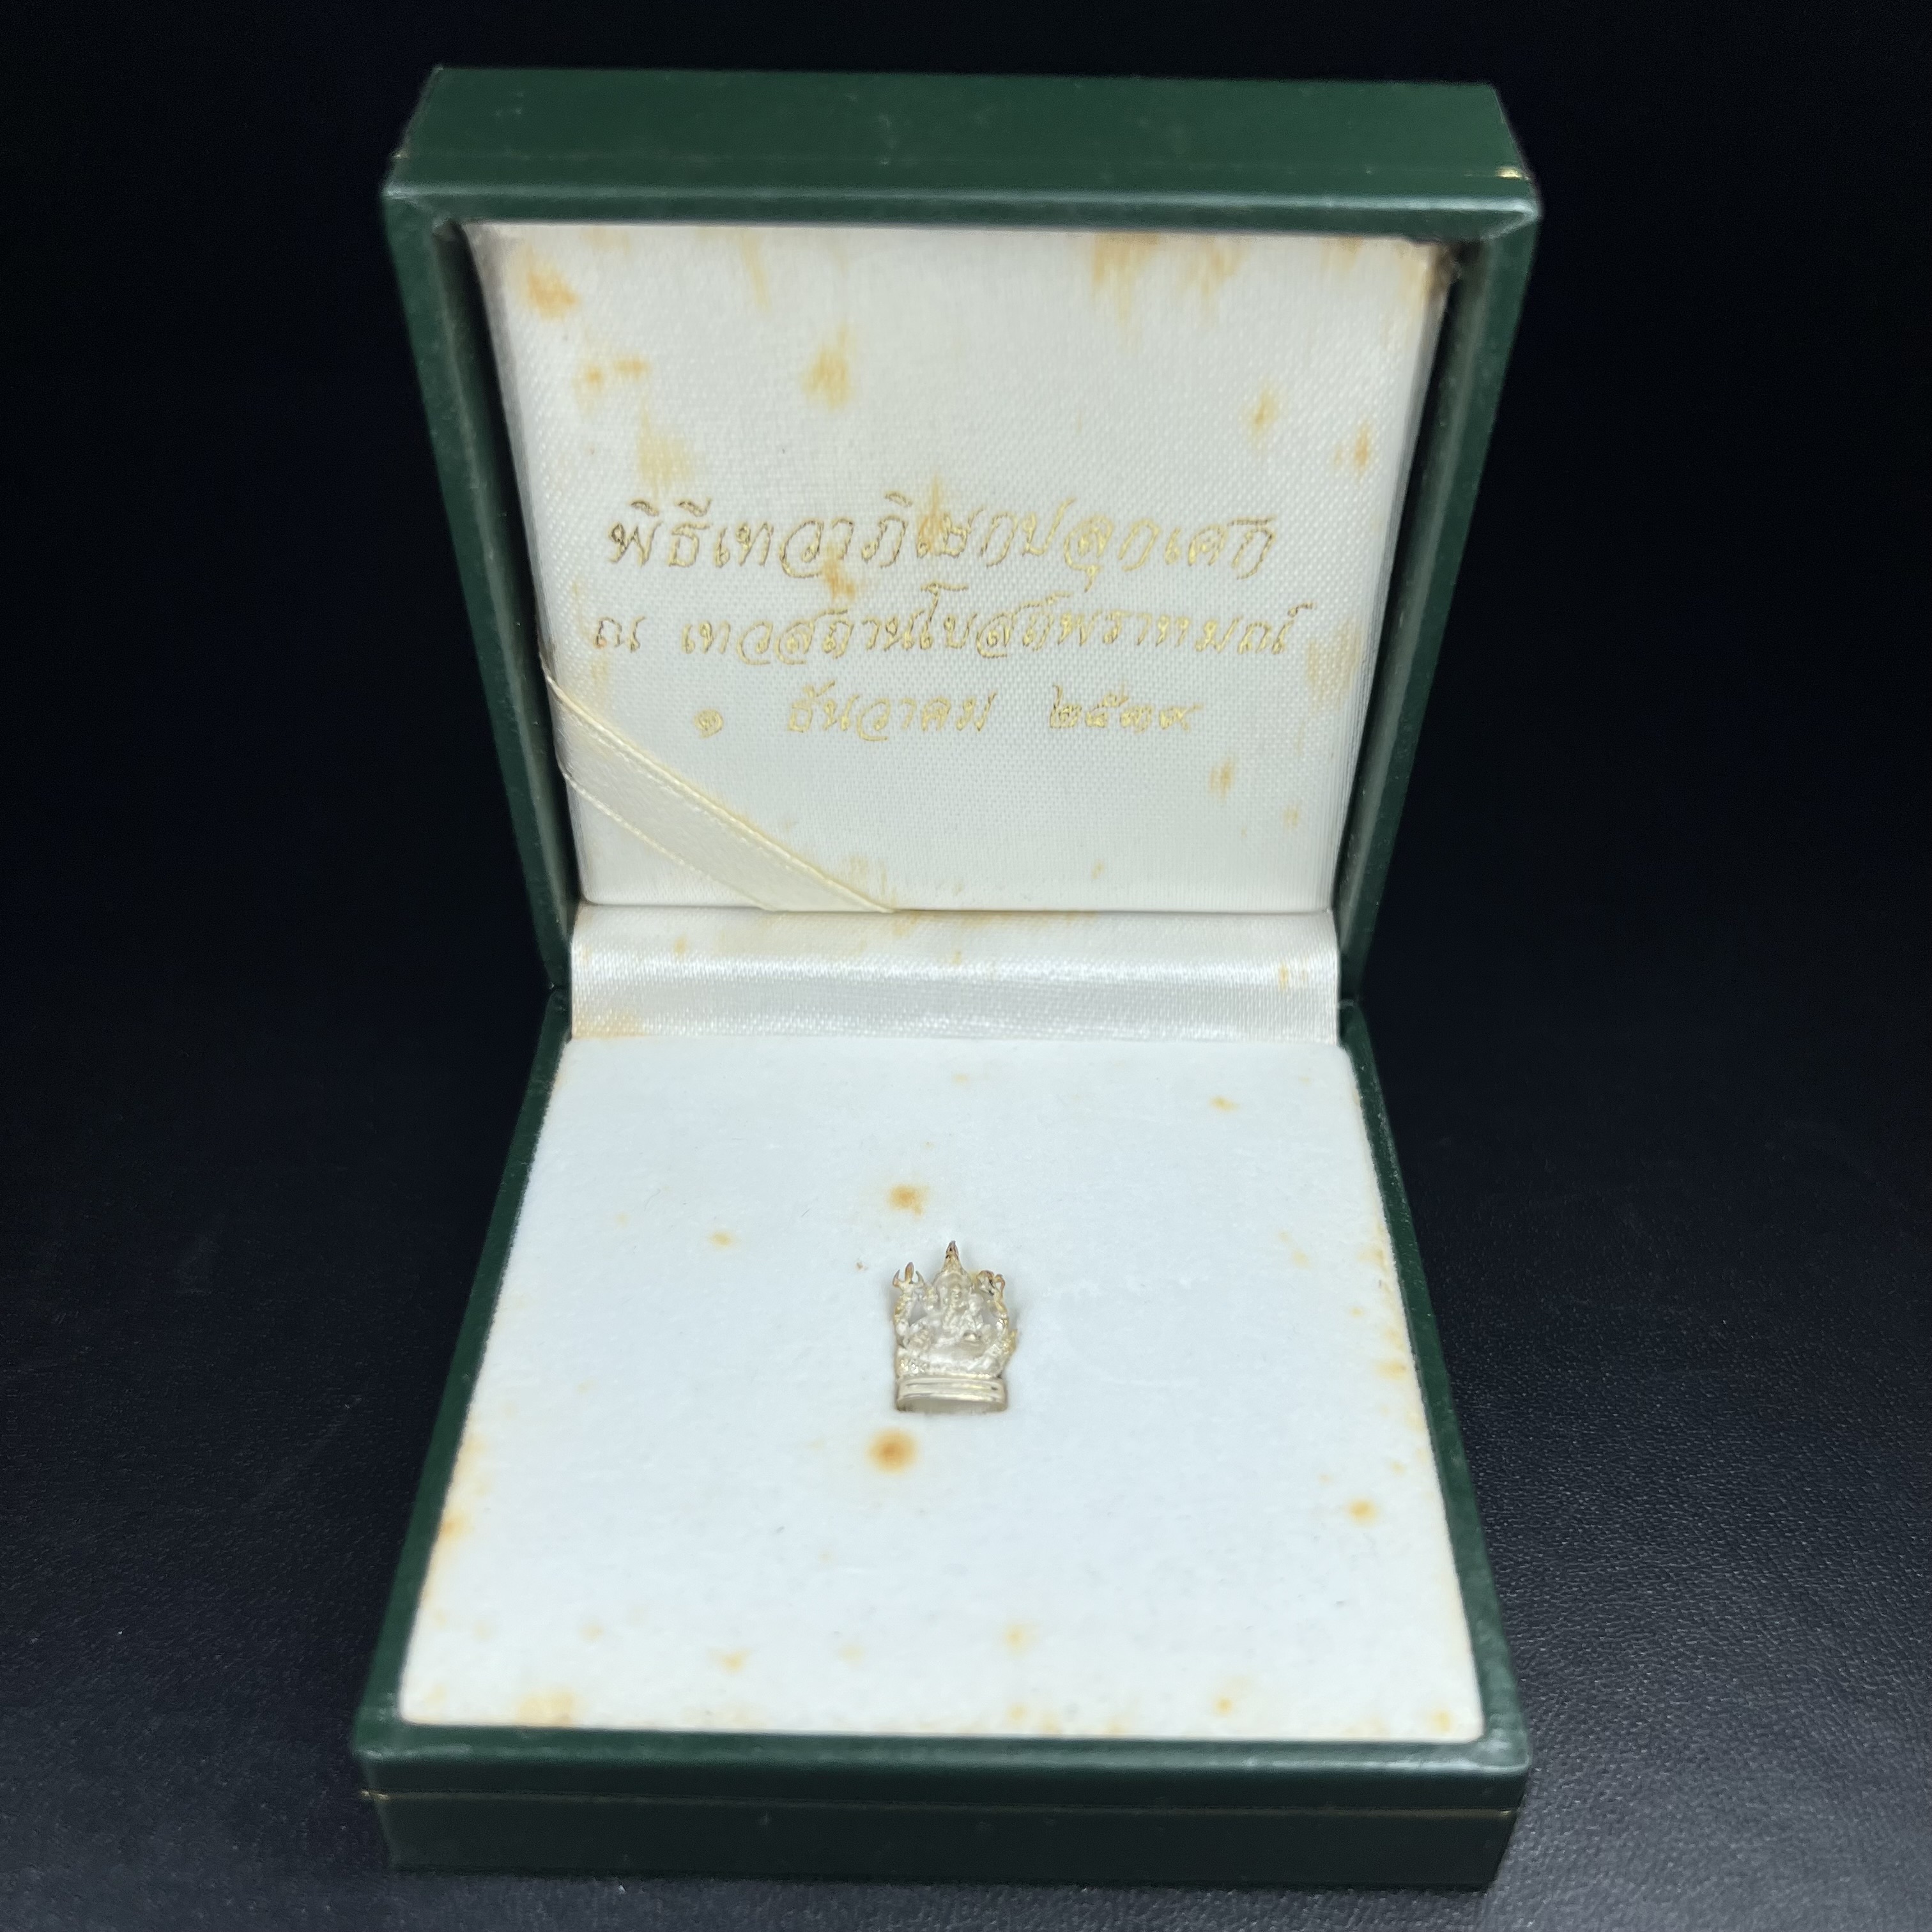 พิธีเทวาภิเษกปลุกเศก
ณ เทวสถานโบสถ์พราหมณ์
๑ ธันวาคม ๒๕๓๙